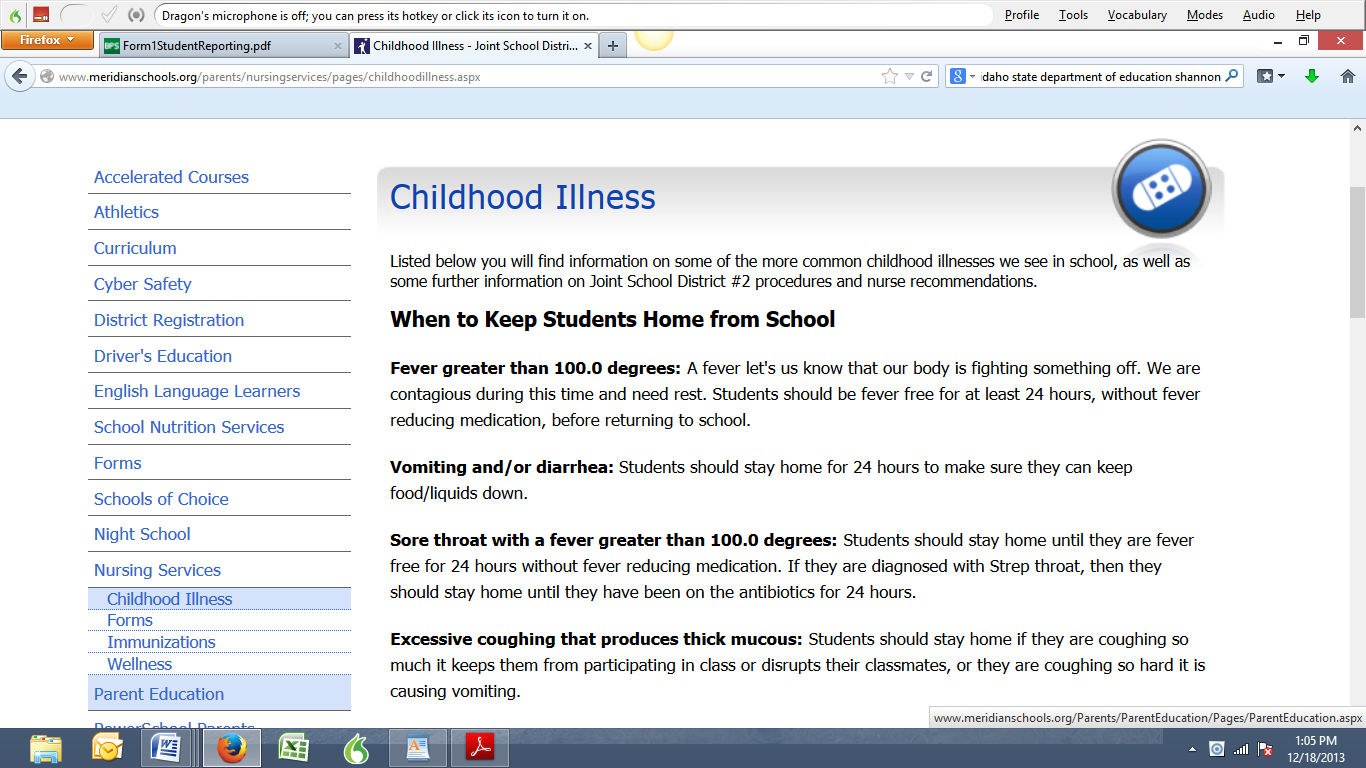 Dragon's microphone is off; you can press its hotkey or click its icon to turn it on.
Profile Tools Vocabulary Modes Audio Help
Firefox
Form1StudentReporting.pdf
Childhood Illness - Joint School Distri...
www.meridianschools.org/parents/nursingservices/pages/childhoodillness.aspx
daho state department of education shannon
Accelerated Courses
Athletics
Curriculum
Cyber Safety
District Registration
Driver's Education
English Language Learners
School Nutrition Services
Forms
Schools of Choice
Night School
Nursing Services
Childhood Illness
Forms
Immunizations
Wellness
Parent Education
PowerSchool Parents
Childhood Illness
Listed below you will find information on some of the more common childhood illnesses we see in school, as well as
some further information on Joint School District #2 procedures and nurse recommendations.
When to Keep Students Home from School
Fever greater than 100.0 degrees: A fever let's us know that our body is fighting something off. We are
contagious during this time and need rest. Students should be fever free for at least 24 hours, without fever
reducing medication, before returning to school.
Vomiting and/or diarrhea: Students should stay home for 24 hours to make sure they can keep
food/liquids down.
Sore throat with a fever greater than 100.0 degrees: Students should stay home until they are fever
free for 24 hours without fever reducing medication. If they are diagnosed with Strep throat, then they
should stay home until they have been on the antibiotics for 24 hours.
Excessive coughing that produces thick mucous: Students should stay home if they are coughing so
much it keeps them from participating in class or disrupts their classmates, or they are coughing so hard it is
causing vomiting.
www.meridianschools.org/Parents/ParentEducation/Pages/ParentEducation.aspx
1:05 PM
12/18/2013